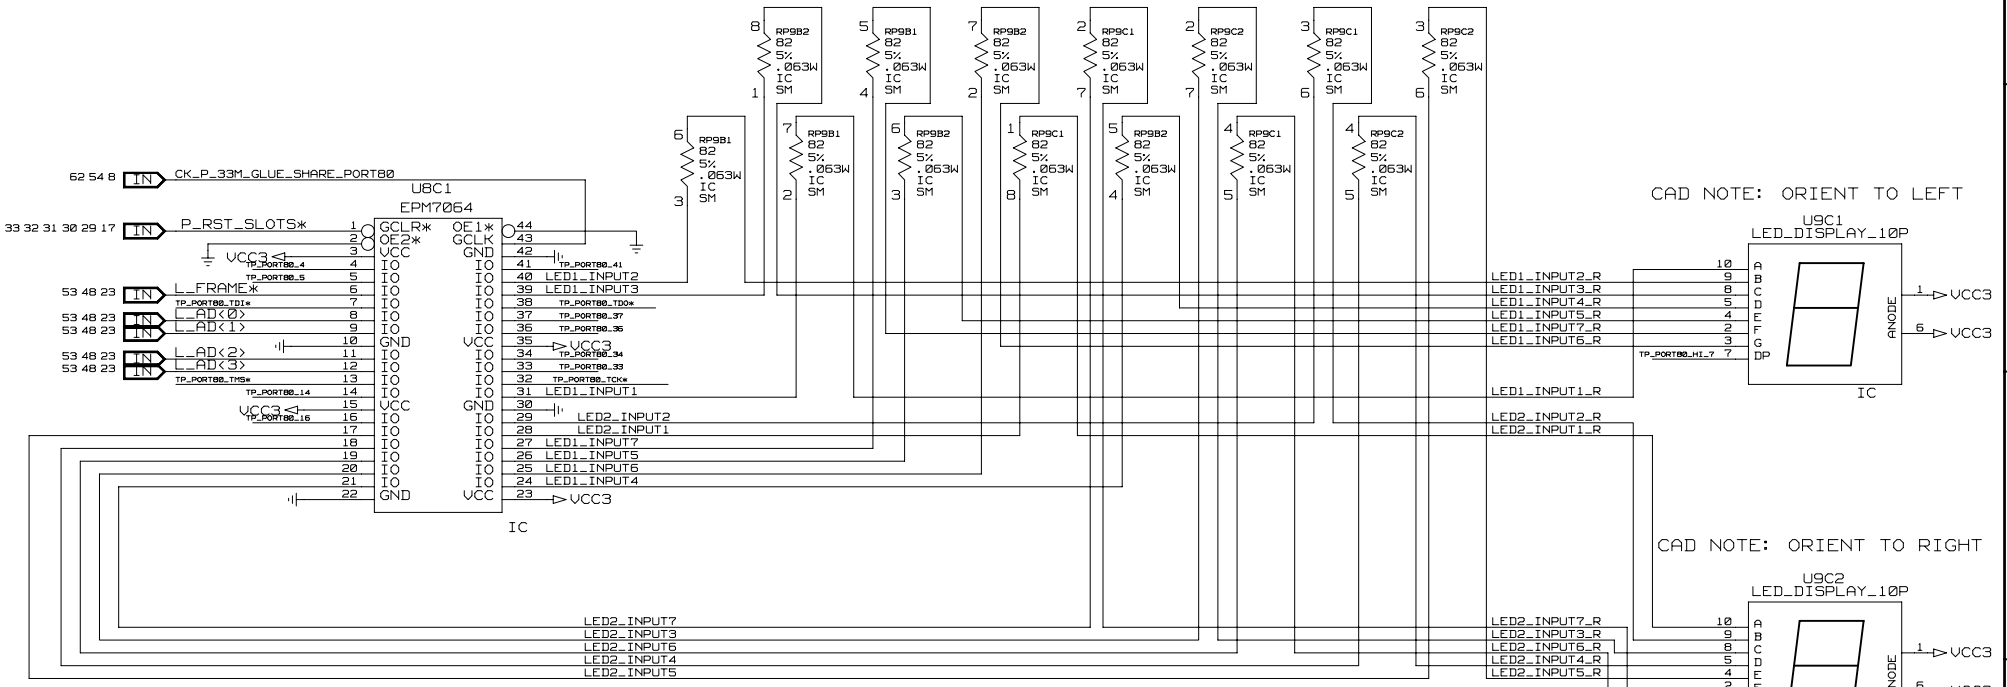 8 RP9B2 82 5% .063W IC SM 1
5 RP9B1 82 5% .063W IC SM 4
7 RP9B2 82 5% .063W IC SM 2
2 RP9C1 82 5% .063W IC SM 7
2 RP9C2 82 5% .063W IC SM 7
3 RP9C1 82 5% .063W IC SM 6
3 RP9C2 82 5% .063W IC SM 6
6 RP9B1 82 5% .063W IC SM 3
7 RP9B1 82 5% .063W IC SM 2
6 RP9B2 82 5% .063W IC SM 3
1 RP9C1 82 5% .063W IC SM 8
5 RP9B2 82 5% .063W IC SM 4
4 RP9C1 82 5% .063W IC SM 5
4 RP9C2 82 5% .063W IC SM 5
62 54 8 IN CK_P_33M_GLUE_SHARE_PORT80
U8C1
EPM7064
33 32 31 30 29 17 IN P_RST_SLOTS* 1 GCLR* OE1* 44
2 OE2* GCLK 43
VCC3 3 VCC GND 42
TP_PORT80_4 4 IO IO 41 TP_PORT80_41
TP_PORT80_5 5 IO IO 40 LED1_INPUT2
53 48 23 IN L_FRAME* 6 IO IO 39 LED1_INPUT3
TP_PORT80_TDI* 7 IO IO 38 TP_PORT80_TDO*
53 48 23 IN L_AD<0> 8 IO IO 37 TP_PORT80_37
53 48 23 IN L_AD<1> 9 IO IO 36 TP_PORT80_36
10 GND VCC 35 VCC3
53 48 23 IN L_AD<2> 11 IO IO 34 TP_PORT80_34
53 48 23 IN L_AD<3> 12 IO IO 33 TP_PORT80_33
TP_PORT80_TMS* 13 IO IO 32 TP_PORT80_TCK*
TP_PORT80_14 14 IO IO 31 LED1_INPUT1
VCC3 15 VCC GND 30
TP_PORT80_16 16 IO IO 29 LED2_INPUT2
17 IO IO 28 LED2_INPUT1
18 IO IO 27 LED1_INPUT7
19 IO IO 26 LED1_INPUT5
20 IO IO 25 LED1_INPUT6
21 IO IO 24 LED1_INPUT4
22 GND VCC 23 VCC3
IC
CAD NOTE: ORIENT TO LEFT
U9C1
LED_DISPLAY_10P
10 A
LED1_INPUT2_R 9 B
LED1_INPUT3_R 8 C
LED1_INPUT4_R 5 D
LED1_INPUT5_R 4 E
LED1_INPUT7_R 2 F
LED1_INPUT6_R 3 G
TP_PORT80_HI_7 7 DP
ANODE
1 VCC3
6 VCC3
LED1_INPUT1_R
IC
LED2_INPUT2_R
LED2_INPUT1_R
CAD NOTE: ORIENT TO RIGHT
U9C2
LED_DISPLAY_10P
LED2_INPUT7 LED2_INPUT7_R 10 A
LED2_INPUT3 LED2_INPUT3_R 9 B
LED2_INPUT6 LED2_INPUT6_R 8 C
LED2_INPUT4 LED2_INPUT4_R 5 D
LED2_INPUT5 LED2_INPUT5_R 4 E
1 VCC3